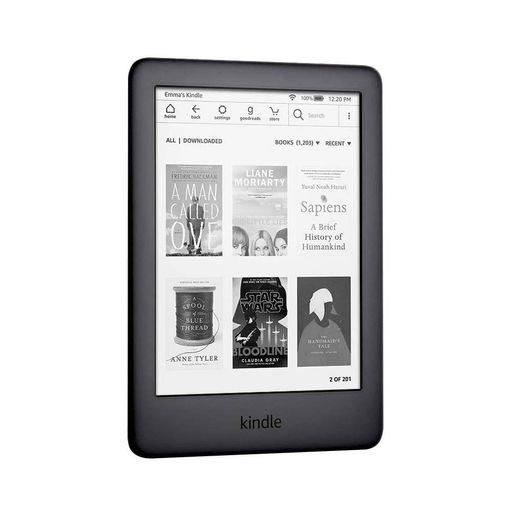 Emma's Kindle 100% 12:20 PM
home back settings goodreads store Search
ALL | DOWNLOADED BOOKS (1,205) ▼ RECENT ▼
FREDRIK BACKMAN
A MAN
CALLED
OVE
LIANE
MORIARTY
LITTLE LIES
Yuval Noah Harari
Sapiens
A Brief
History of
Humankind
A
SPOOL
of
BLUE
THREAD
ANNE TYLER
STAR
WARS
BLOODLINE
CLAUDIA GRAY
THE
HANDMAID'S
TALE
2 OF 201
kindle